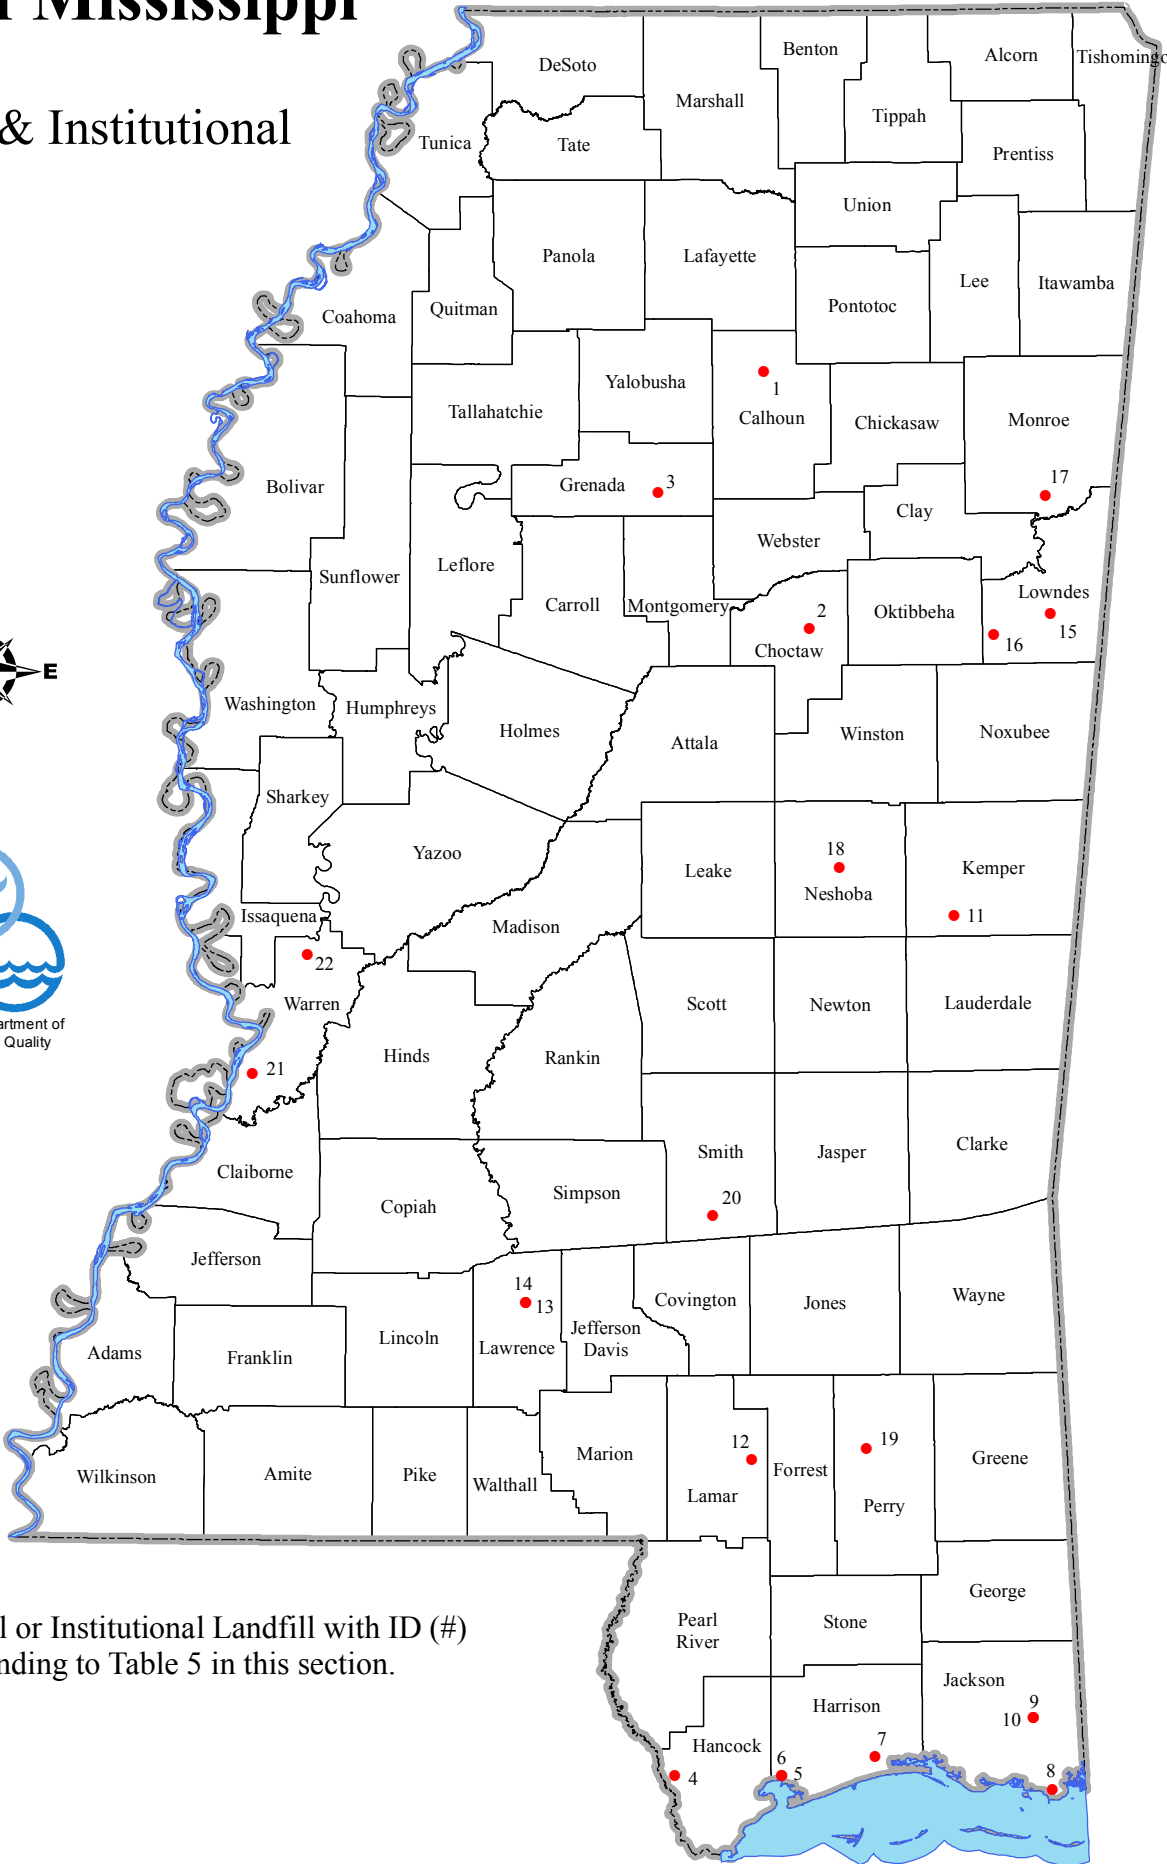 Mississippi
& Institutional
Benton
Alcorn
Tishomingo
DeSoto
Marshall
Tippah
Tunica
Tate
Prentiss
Union
Panola
Lafayette
Lee
Itawamba
Quitman
Pontotoc
Coahoma
Yalobusha
1
Tallahatchie
Calhoun
Chickasaw
Monroe
17
Bolivar
Grenada
3
Clay
Webster
Leflore
Sunflower
Lowndes
Carroll
Montgomery
2
Oktibbeha
15
16
Choctaw
E
Washington
Humphreys
Holmes
Attala
Winston
Noxubee
Sharkey
18
Yazoo
Leake
Kemper
Neshoba
Issaquena
11
Madison
22
Warren
Scott
Newton
Lauderdale
artment of
Quality
Hinds
Rankin
21
Smith
Jasper
Clarke
Claiborne
Simpson
20
Copiah
Jefferson
14
13
Covington
Jones
Wayne
Jefferson
Davis
Lincoln
Lawrence
Adams
Franklin
12
19
Marion
Greene
Wilkinson
Amite
Pike
Walthall
Forrest
Lamar
Perry
George
l or Institutional Landfill with ID (#)
nding to Table 5 in this section.
Pearl
River
Stone
Jackson
Harrison
9
10
Hancock
7
6
5
4
8